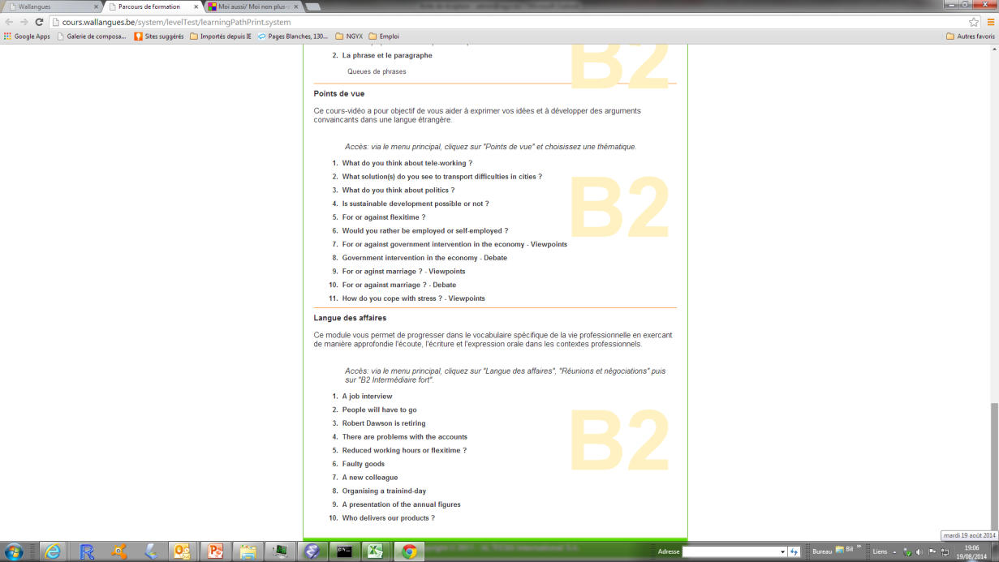 Wallangues
Parcours de formation
Moi aussi/ Moi non plus
cours.wallangues.be/system/levelTest/learningPathPrint.system
Google Apps
Galerie de composa...
Sites suggérés
Importés depuis IE
Pages Blanches, 130...
NGYX
Emploi
Autres favoris
2. La phrase et le paragraphe
Queues de phrases
B2
Points de vue
Ce cours-vidéo a pour objectif de vous aider à exprimer vos idées et à développer des arguments
convaincants dans une langue étrangère.
Accès: via le menu principal, cliquez sur "Points de vue" et choisissez une thématique.
1. What do you think about tele-working ?
2. What solution(s) do you see to transport difficulties in cities ?
3. What do you think about politics ?
4. Is sustainable development possible or not ?
5. For or against flexitime ?
6. Would you rather be employed or self-employed ?
7. For or against government intervention in the economy - Viewpoints
8. Government intervention in the economy - Debate
9. For or aginst marriage ? - Viewpoints
10. For or against marriage ? - Debate
11. How do you cope with stress ? - Viewpoints
B2
Langue des affaires
Ce module vous permet de progresser dans le vocabulaire spécifique de la vie professionnelle en exercant
de manière approfondie l'écoute, l'écriture et l'expression orale dans les contextes professionnels.
Accès: via le menu principal, cliquez sur "Langue des affaires", "Réunions et négociations" puis
sur "B2 Intermédiaire fort".
1. A job interview
2. People will have to go
3. Robert Dawson is retiring
4. There are problems with the accounts
5. Reduced working hours or flexitime ?
6. Faulty goods
7. A new colleague
8. Organising a trainind-day
9. A presentation of the annual figures
10. Who delivers our products ?
B2
mardi 19 août 2014
Adresse
Bureau
Bil
Liens
19:06
19/08/2014